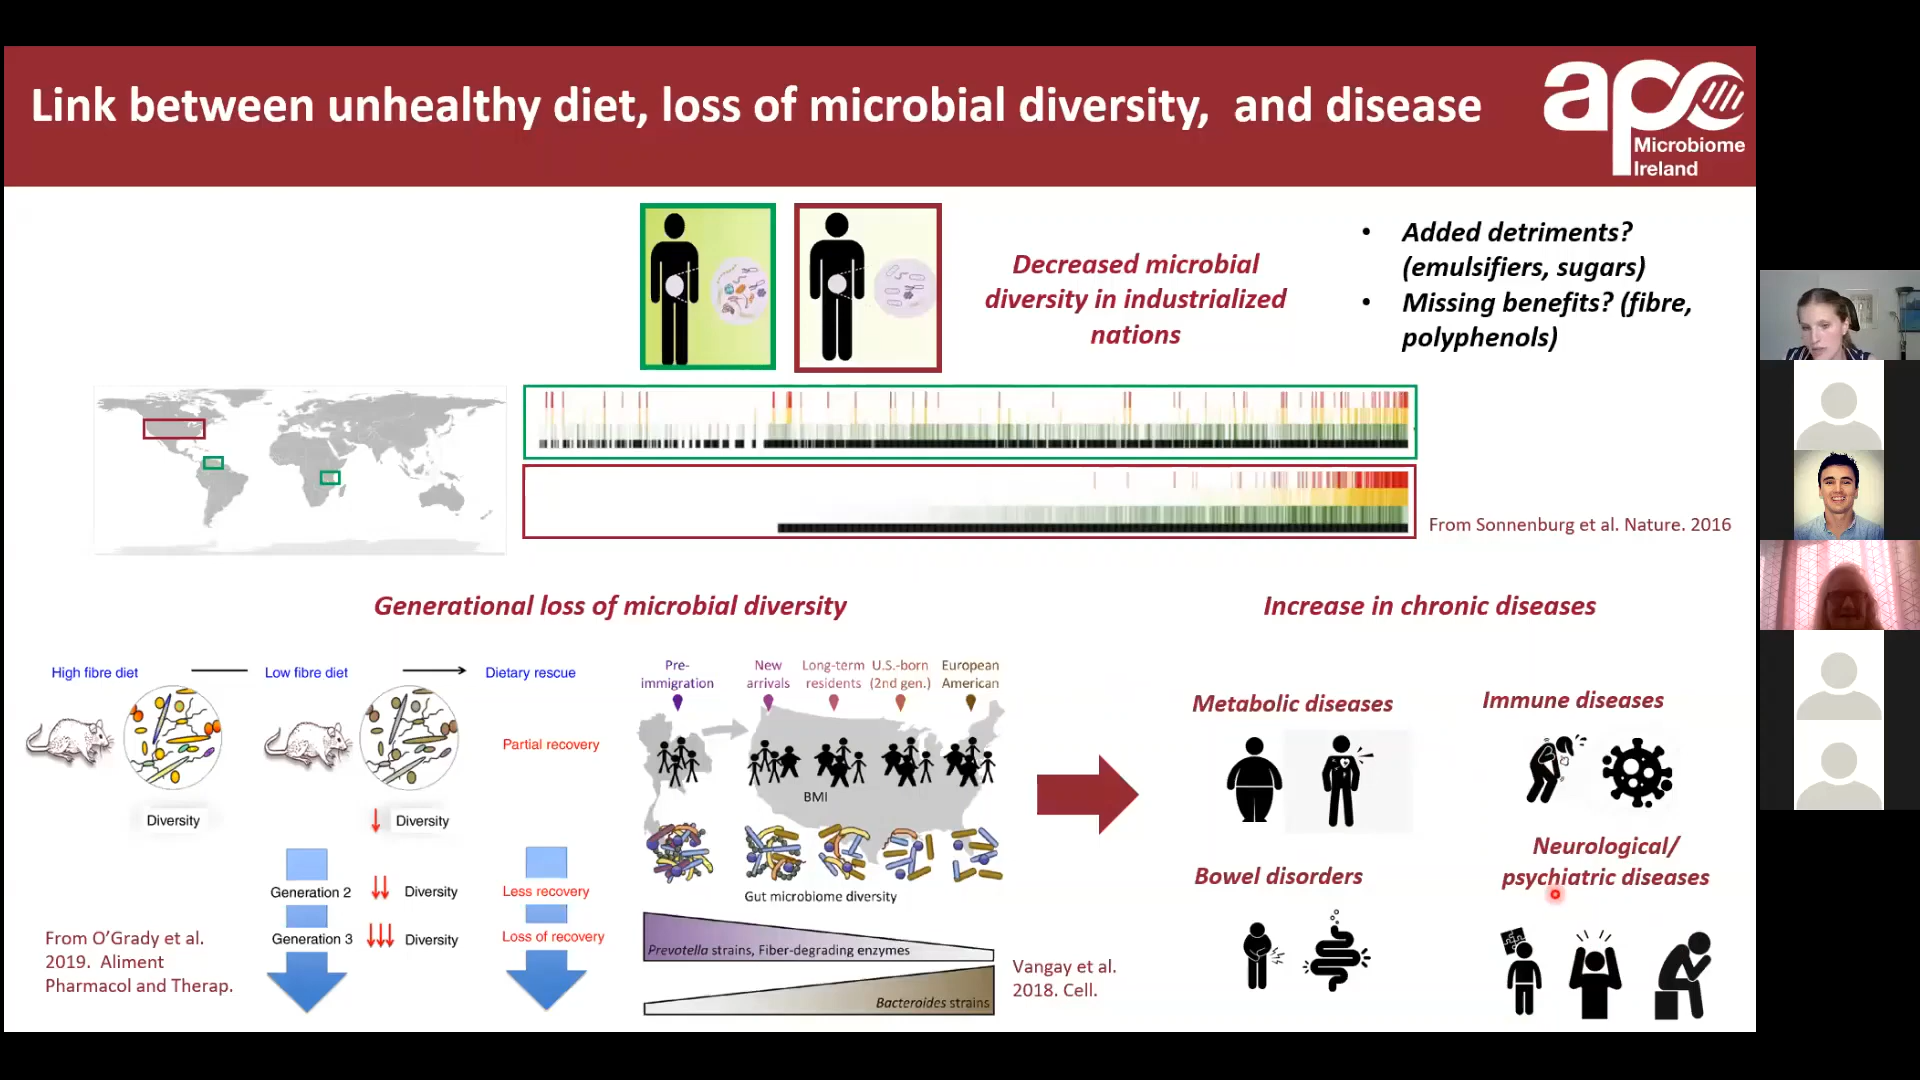 Link between unhealthy diet, loss of microbial diversity, and disease
apc
Microbiome
Ireland
Decreased microbial
diversity in industrialized
nations
• Added detriments?
(emulsifiers, sugars)
• Missing benefits? (fibre,
polyphenols)
From Sonnenburg et al. Nature. 2016
Generational loss of microbial diversity
High fibre diet
Low fibre diet
Dietary rescue
Partial recovery
Diversity
Diversity
Generation 2
Diversity
Less recovery
Generation 3
Diversity
Loss of recovery
From O'Grady et al.
2019. Aliment
Pharmacol and Therap.
Pre-
immigration
New
arrivals
Long-term
residents
U.S.-born
(2nd gen.)
European
American
BMI
Gut microbiome diversity
Prevotella strains, Fiber-degrading enzymes
Bacteroides strains
Vangay et al.
2018. Cell.
Increase in chronic diseases
Metabolic diseases
Immune diseases
Bowel disorders
Neurological/
psychiatric diseases